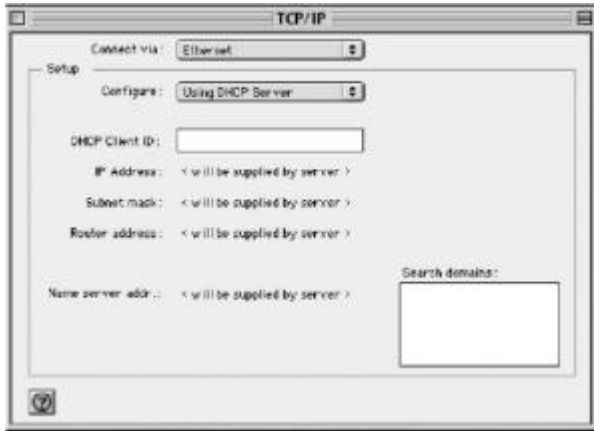 TCP/IP
Connect via: Ethernet
Setup
Configure: Using DHCP Server
DHCP Client ID:
IP Address: < will be supplied by server >
Subnet mask: < will be supplied by server >
Router address: < will be supplied by server >
Search domains:
Name server addr.: < will be supplied by server >
?